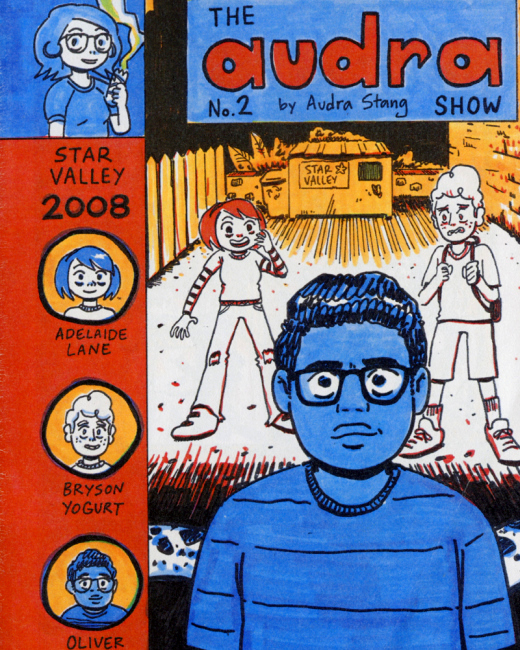 THE
audra
No.2 by Audra Stang SHOW
STAR
VALLEY
2008
ADELAIDE
LANE
BRYSON
YOGURT
OLIVER
STAR
VALLEY